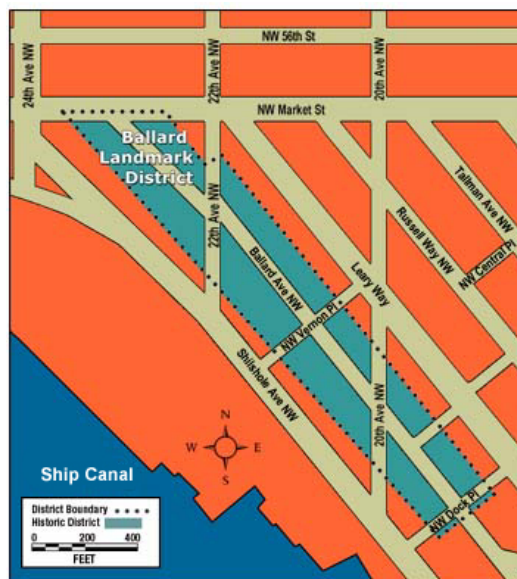 NW 56th St
24th Ave NW
22th Ave NW
20th Ave NW
NW Market St
Ballard
Landmark
District
22th Ave NW
Tallman Ave NW
Russell Way NW
NW Central Pl
Ballard Ave NW
Leary Way
NW Vernon Pl
Shilshole Ave NW
20th Ave NW
N
W E
S
Ship Canal
NW Dock Pl
District Boundary
Historic District
0 200 400
FEET